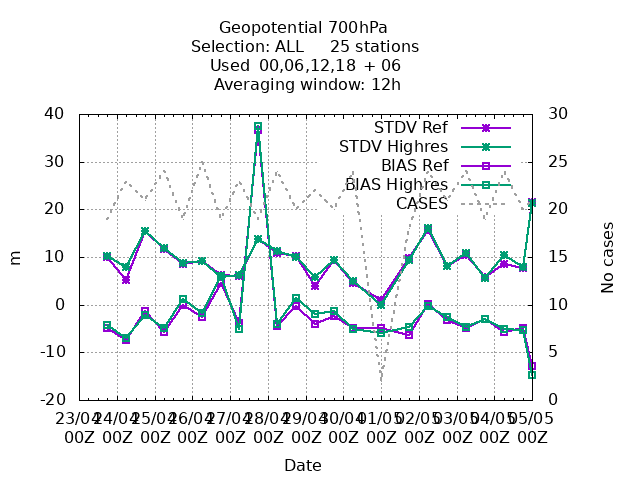 Geopotential 700hPa
Selection: ALL 25 stations
Used 00,06,12,18 + 06
Averaging window: 12h
40 30
STDV Ref
STDV Highres
30 25
BIAS Ref
BIAS Highres
20 20
CASES
m
10 15
No cases
0 10
-10 5
-20 0
23/04 24/04 25/04 26/04 27/04 28/04 29/04 30/04 01/05 02/05 03/05 04/05 05/05
00Z 00Z 00Z 00Z 00Z 00Z 00Z 00Z 00Z 00Z 00Z 00Z 00Z
Date